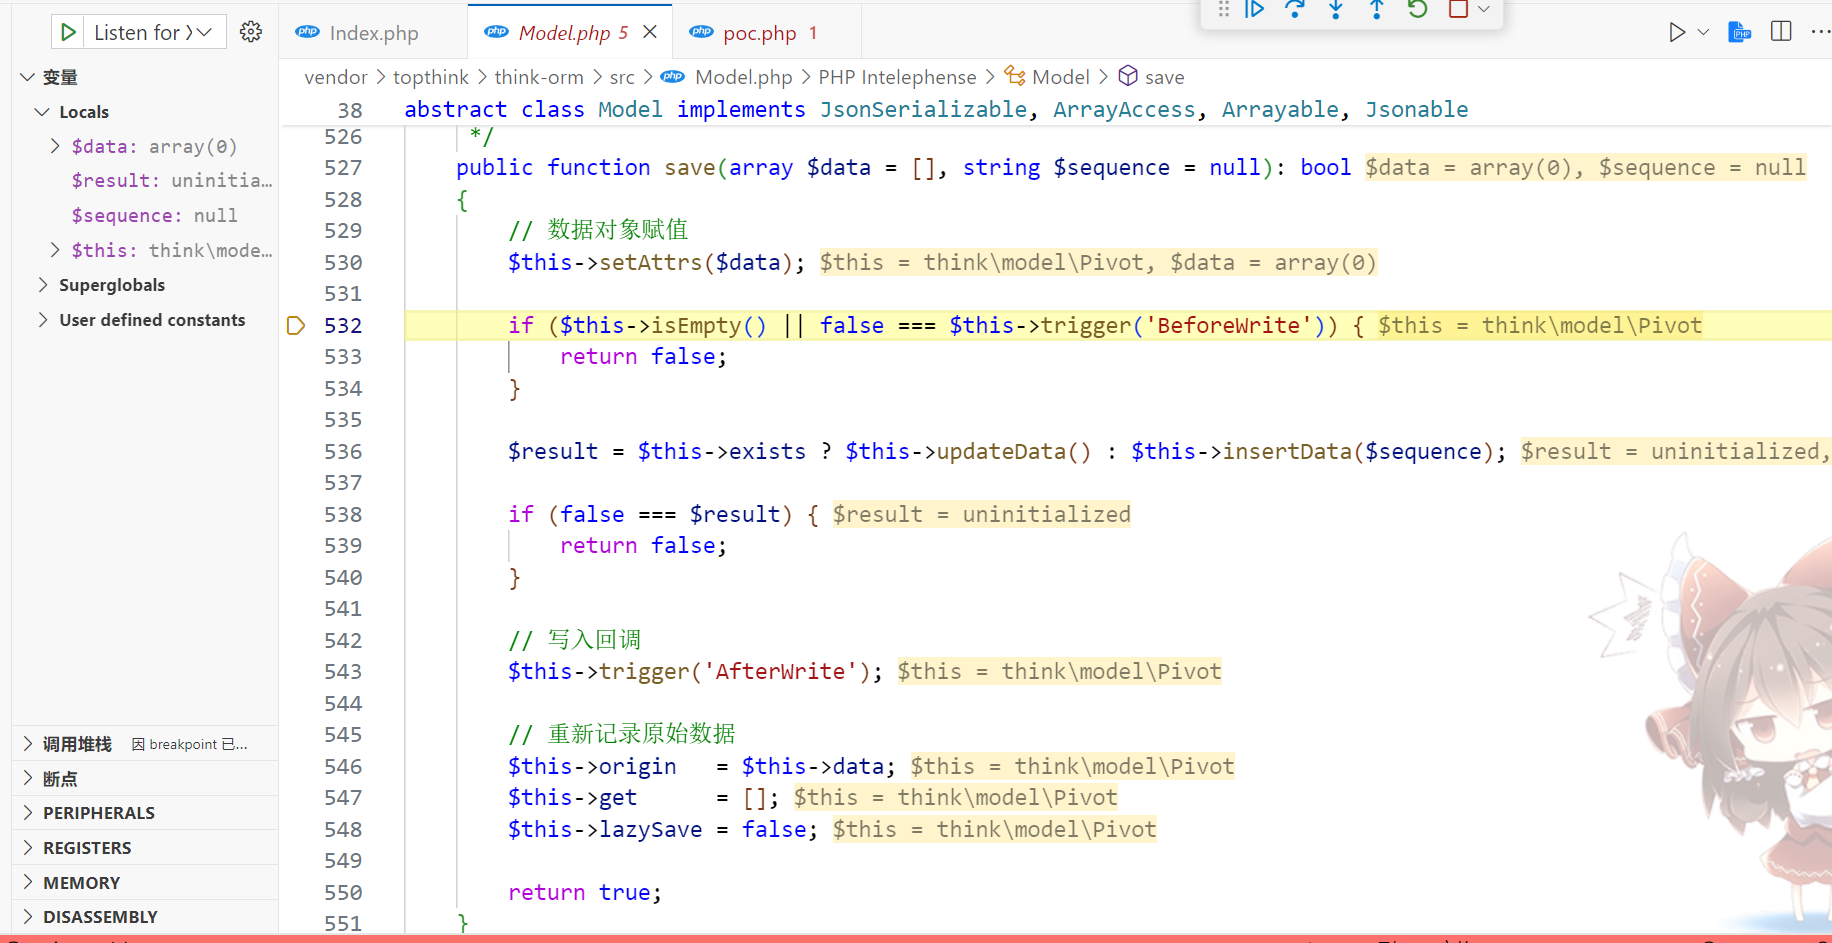 Listen for X
Index.php
Model.php 5
poc.php 1
vendor > topthink > think-orm > src > Model.php > PHP Intelephense > Model > save
变量
Locals
$data: array(0)
$result: uninitia...
$sequence: null
$this: think\mode...
Superglobals
User defined constants
调用堆栈 因 breakpoint 已...
断点
PERIPHERALS
REGISTERS
MEMORY
DISASSEMBLY
38 abstract class Model implements JsonSerializable, ArrayAccess, Arrayable, Jsonable
526 */
527 public function save(array $data = [], string $sequence = null): bool $data = array(0), $sequence = null
528 {
529 // 数据对象赋值
530 $this->setAttrs($data); $this = think\model\Pivot, $data = array(0)
531
532 if ($this->isEmpty() || false === $this->trigger('BeforeWrite')) { $this = think\model\Pivot
533 return false;
534 }
535
536 $result = $this->exists ? $this->updateData() : $this->insertData($sequence); $result = uninitialized,
537
538 if (false === $result) { $result = uninitialized
539 return false;
540 }
541
542 // 写入回调
543 $this->trigger('AfterWrite'); $this = think\model\Pivot
544
545 // 重新记录原始数据
546 $this->origin = $this->data; $this = think\model\Pivot
547 $this->get = []; $this = think\model\Pivot
548 $this->lazySave = false; $this = think\model\Pivot
549
550 return true;
551 }